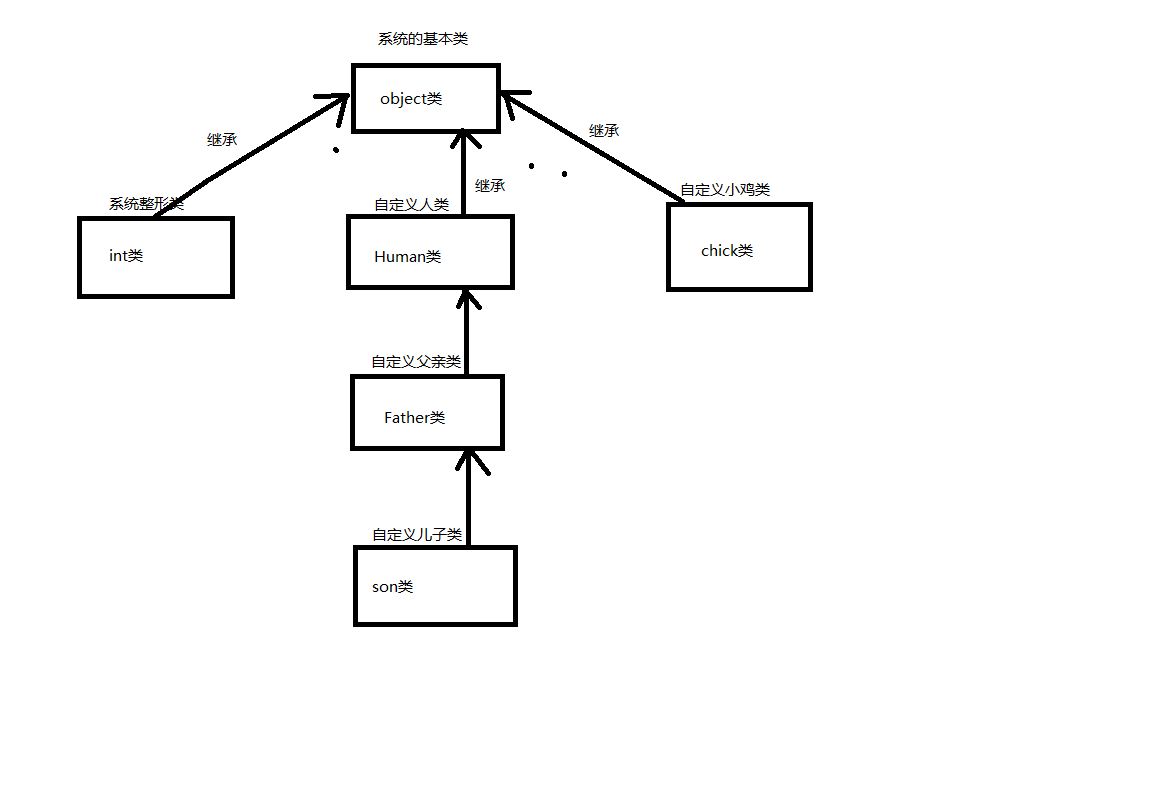 系统的基本类
object类
继承
继承
继承
系统整形类
自定义人类
自定义小鸡类
int类
Human类
chick类
自定义父亲类
Father类
自定义儿子类
son类